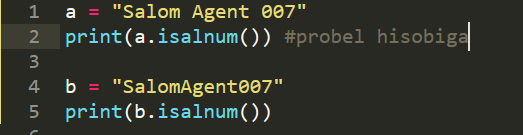 1 a = "Salom Agent 007"
2 print(a.isalnum()) #probel hisobiga
3
4 b = "SalomAgent007"
5 print(b.isalnum())